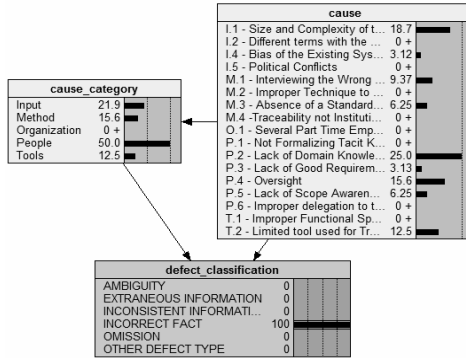 cause
I.1 - Size and Complexity of t... 18.7
I.2 - Different terms with the ... 0 +
I.4 - Bias of the Existing Sys... 3.12
I.5 - Political Conflicts 0 +
M.1 - Interviewing the Wrong ... 9.37
M.2 - Improper Technique to ... 0 +
M.3 - Absence of a Standard... 6.25
M.4 -Traceability not Instituti... 0 +
O.1 - Several Part Time Emp... 0 +
P.1 - Not Formalizing Tacit K... 0 +
P.2 - Lack of Domain Knowle... 25.0
P.3 - Lack of Good Requirem... 3.13
P.4 - Oversight 15.6
P.5 - Lack of Scope Awaren... 6.25
P.6 - Improper delegation to t... 0 +
T.1 - Improper Functional Sp... 0 +
T.2 - Limited tool used for Tr... 12.5
cause_category
Input 21.9
Method 15.6
Organization 0 +
People 50.0
Tools 12.5
defect_classification
AMBIGUITY 0
EXTRANEOUS INFORMATION 0
INCONSISTENT INFORMATI... 0
INCORRECT FACT 100
OMISSION 0
OTHER DEFECT TYPE 0